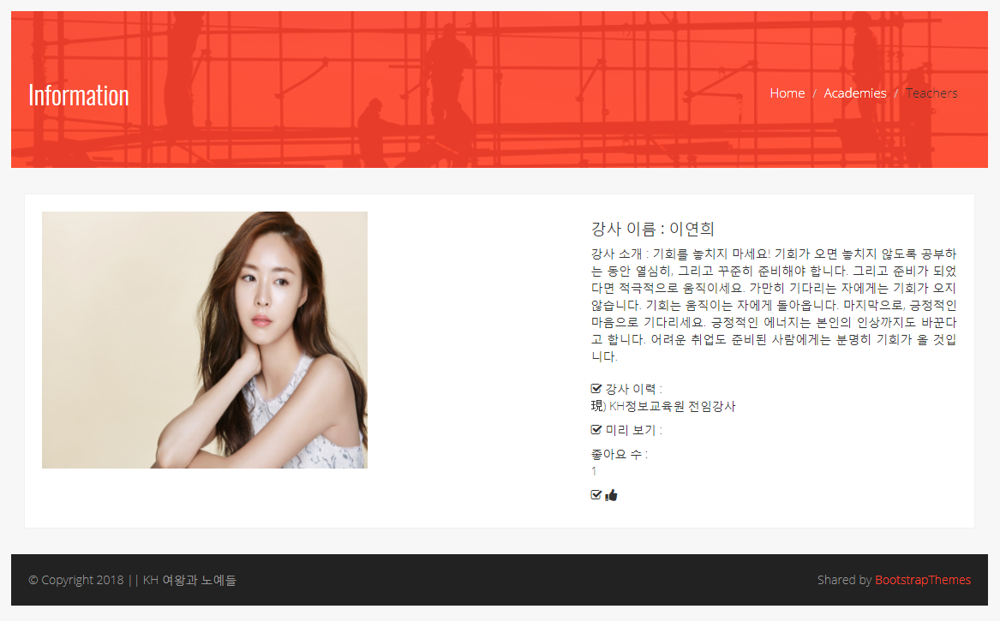 Information
Home / Academies / Teachers
강사 이름 : 이연희
강사 소개 : 기회를 놓치지 마세요! 기회가 오면 놓치지 않도록 공부하
는 동안 열심히, 그리고 꾸준히 준비해야 합니다. 그리고 준비가 되었
다면 적극적으로 움직이세요. 가만히 기다리는 자에게는 기회가 오지
않습니다. 기회는 움직이는 자에게 돌아옵니다. 마지막으로, 긍정적인
마음으로 기다리세요. 긍정적인 에너지는 본인의 인상까지도 바꾼다
고 합니다. 어려운 취업도 준비된 사람에게는 분명히 기회가 올 것입
니다.
강사 이력 :
現) KH정보교육원 전임강사
미리 보기 :
좋아요 수 :
1
© Copyright 2018 || KH 여왕과 노예들
Shared by BootstrapThemes